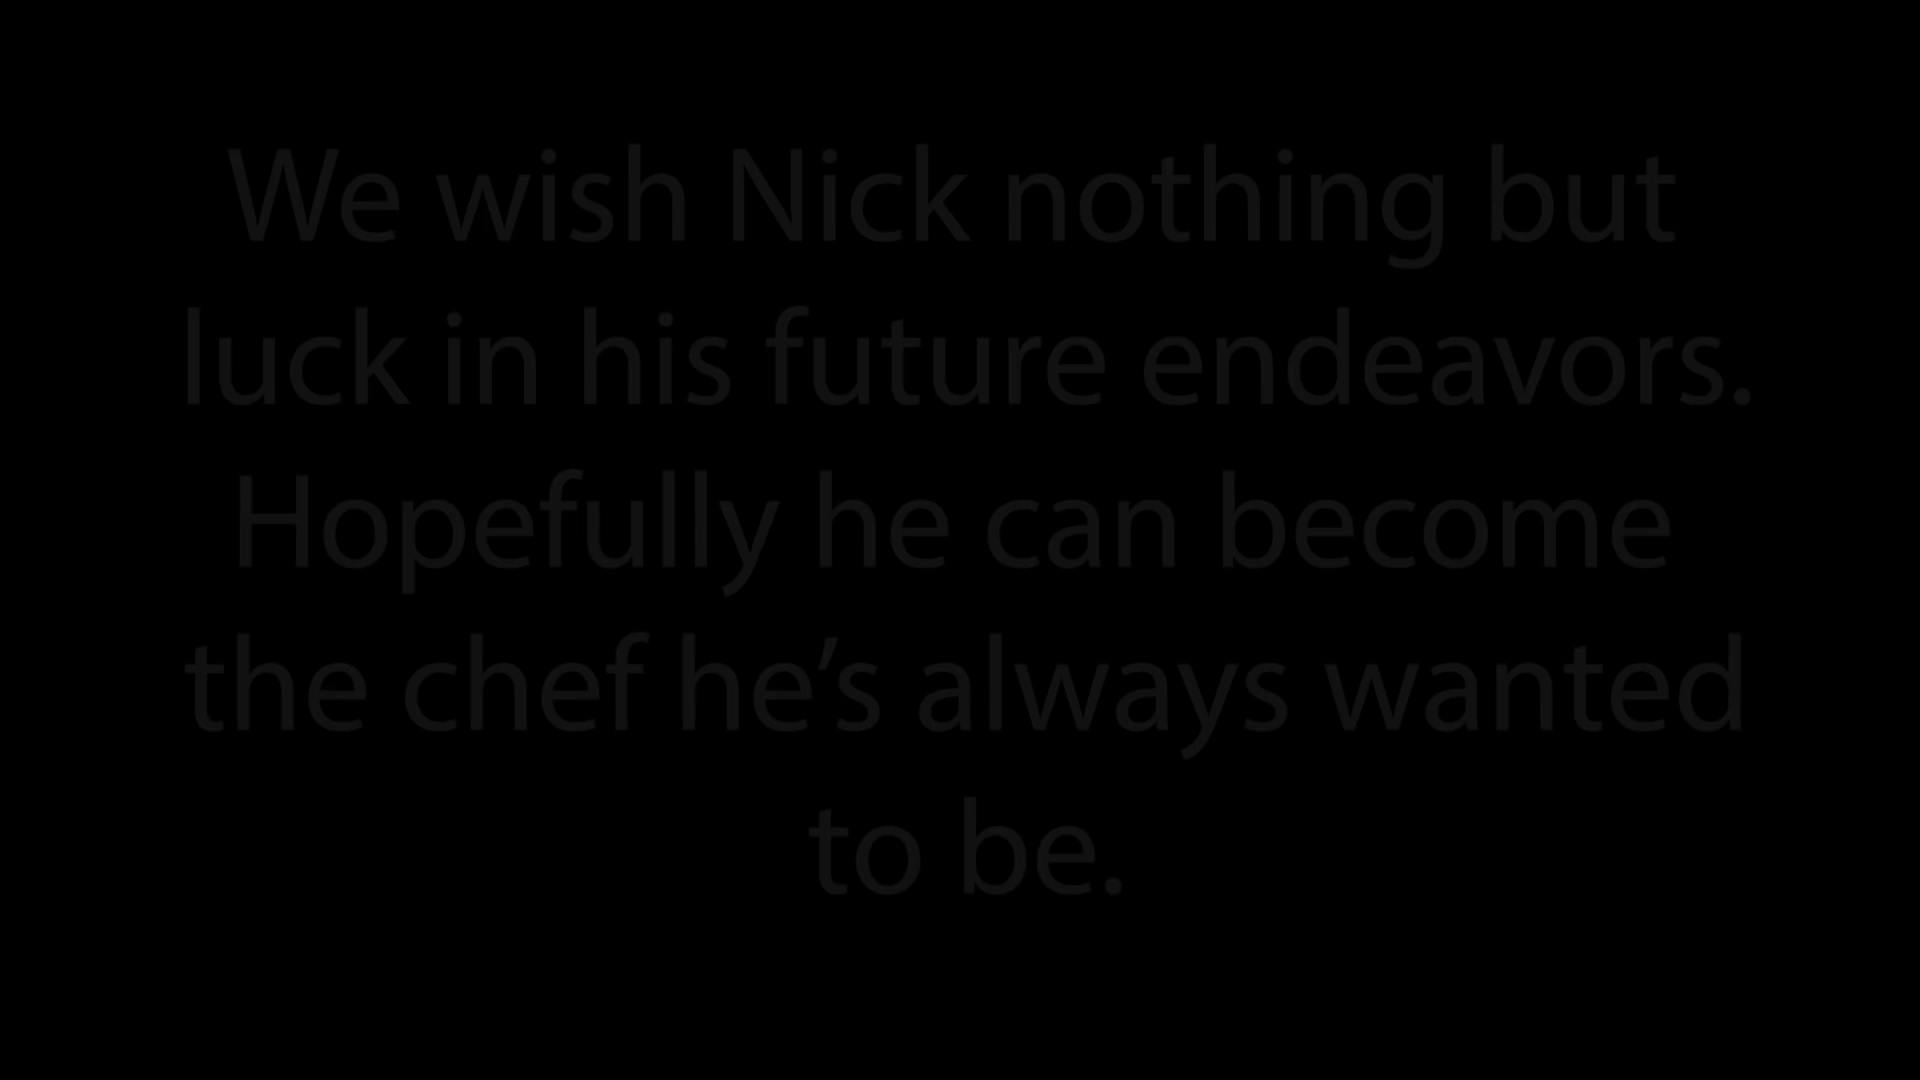 We wish Nick nothing but
luck in his future endeavors.
Hopefully he can become
the chef he’s always wanted
to be.